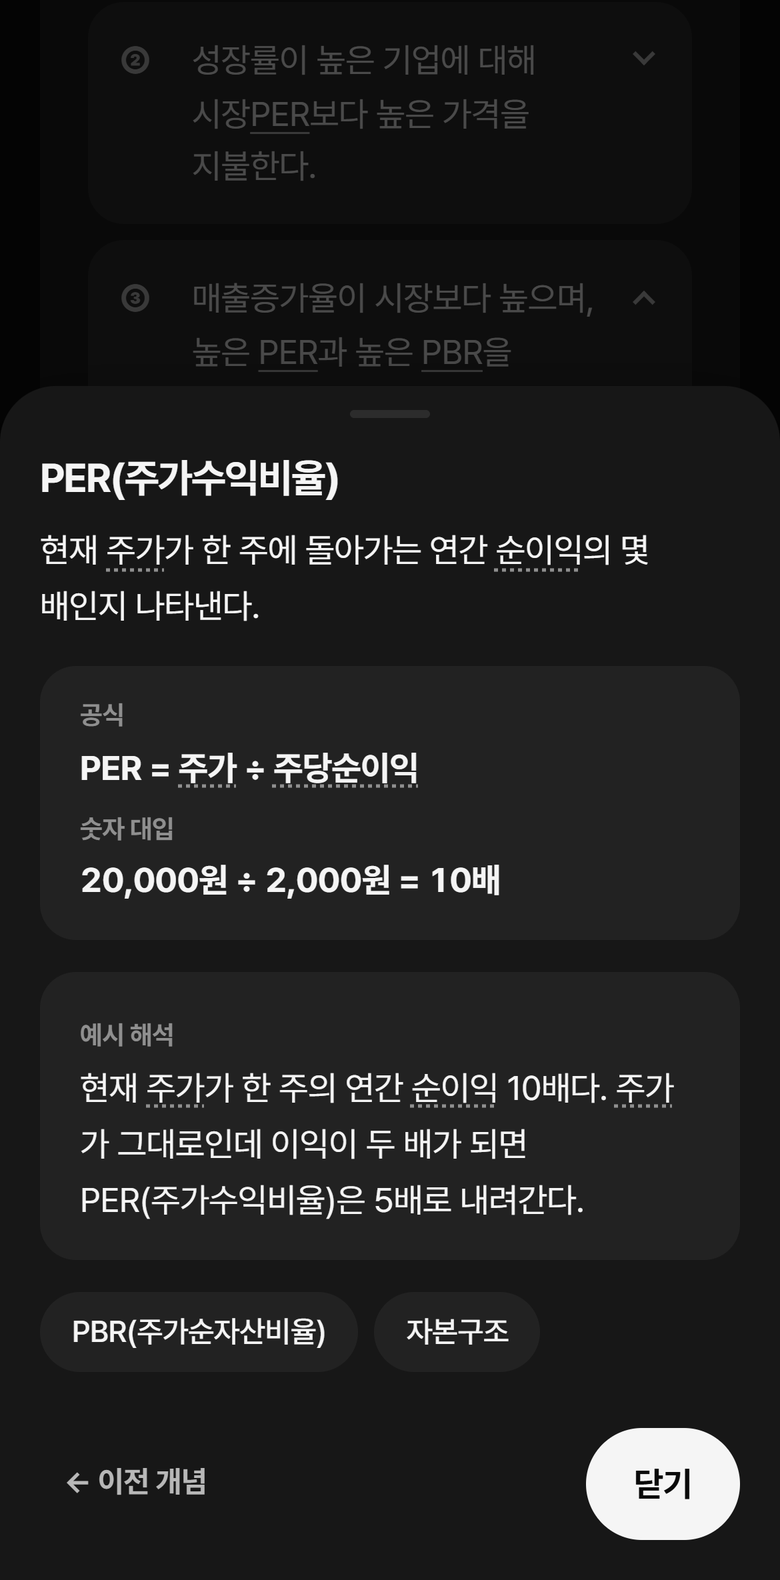 ② 성장률이 높은 기업에 대해
시장PER보다 높은 가격을
지불한다.
③ 매출증가율이 시장보다 높으며,
높은 PER과 높은 PBR을
PER(주가수익비율)
현재 주가가 한 주에 돌아가는 연간 순이익의 몇
배인지 나타낸다.
공식
PER = 주가 ÷ 주당순이익
숫자 대입
20,000원 ÷ 2,000원 = 10배
예시 해석
현재 주가가 한 주의 연간 순이익 10배다. 주가
가 그대로인데 이익이 두 배가 되면
PER(주가수익비율)은 5배로 내려간다.
PBR(주가순자산비율) 자본구조
← 이전 개념 닫기